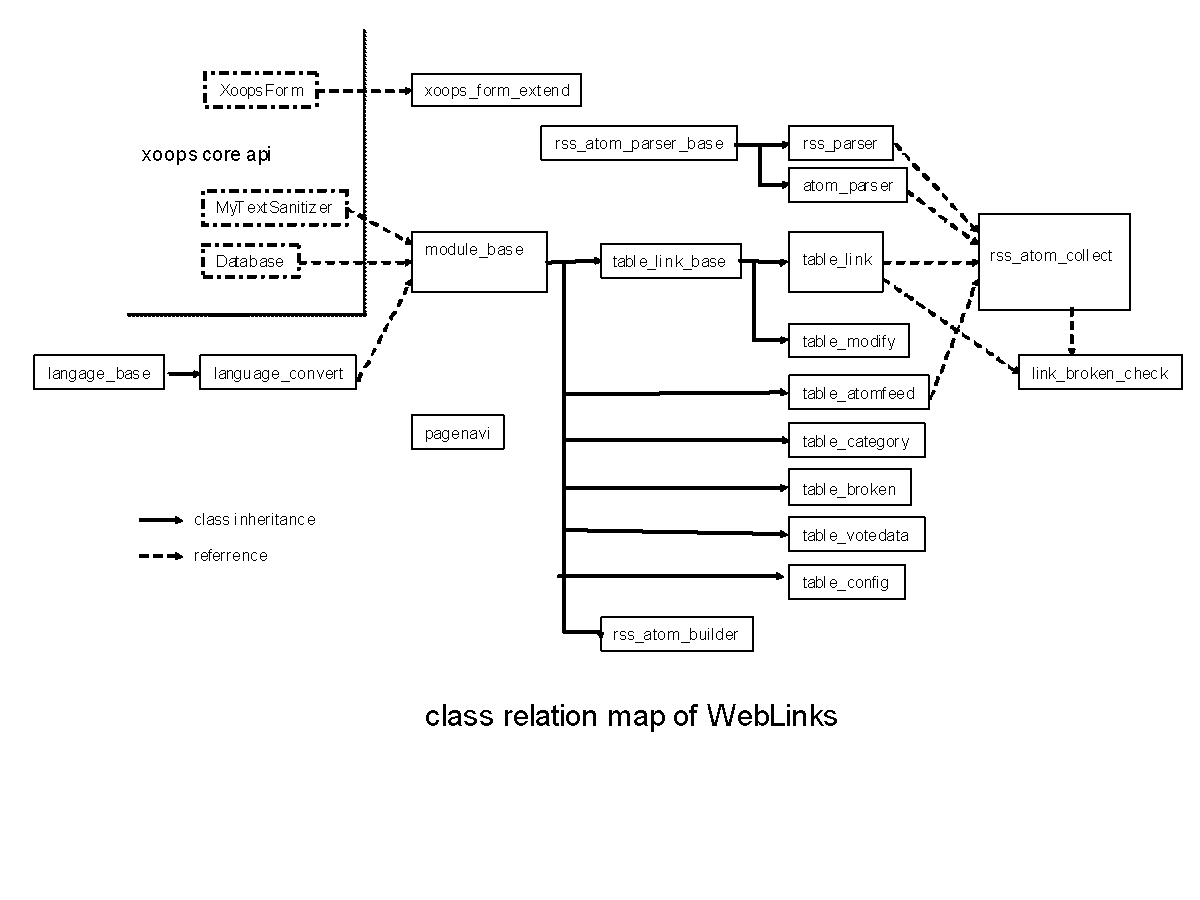 XoopsForm
xoops_form_extend
rss_atom_parser_base
rss_parser
xoops core api
atom_parser
MyTextSanitizer
module_base
Database
table_link_base
table_link
rss_atom_collect
table_modify
langage_base
language_convert
link_broken_check
table_atomfeed
pagenavi
table_category
table_broken
class inheritance
table_votedata
referrence
table_config
rss_atom_builder
class relation map of WebLinks